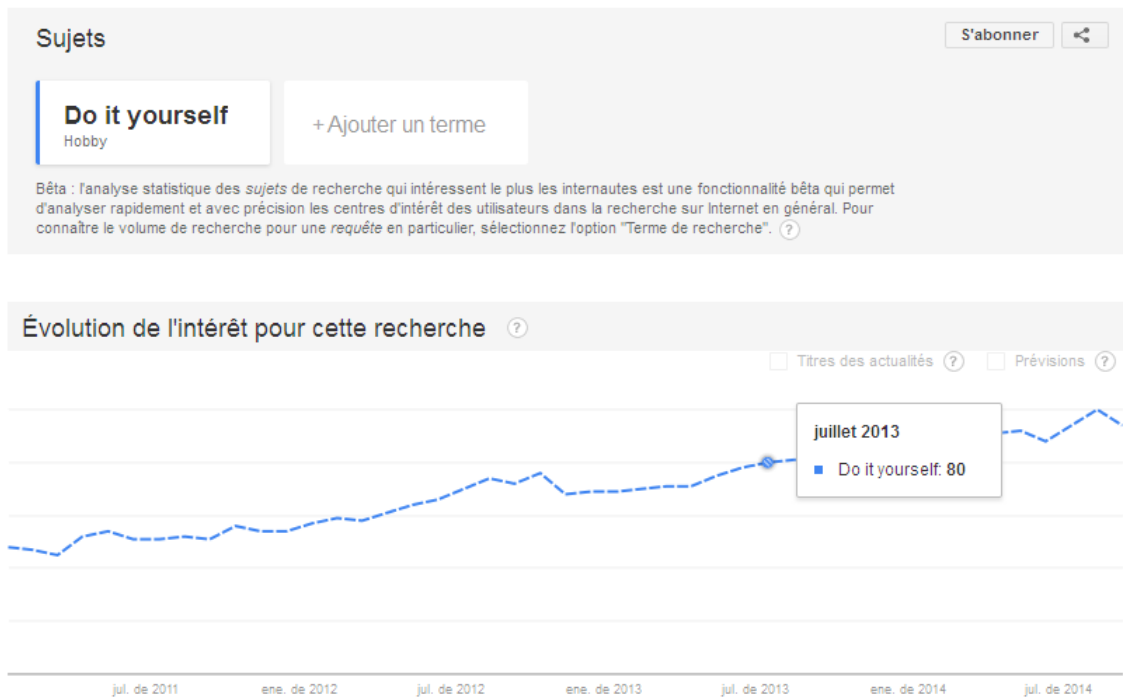 Sujets
S'abonner
Do it yourself
Hobby
+ Ajouter un terme
Bêta : l'analyse statistique des sujets de recherche qui intéressent le plus les internautes est une fonctionnalité bêta qui permet
d'analyser rapidement et avec précision les centres d'intérêt des utilisateurs dans la recherche sur Internet en général. Pour
connaître le volume de recherche pour une requête en particulier, sélectionnez l'option "Terme de recherche". ?
Évolution de l'intérêt pour cette recherche ?
Titres des actualités ? Prévisions ?
juillet 2013
Do it yourself: 80
jul. de 2011 ene. de 2012 jul. de 2012 ene. de 2013 jul. de 2013 ene. de 2014 jul. de 2014